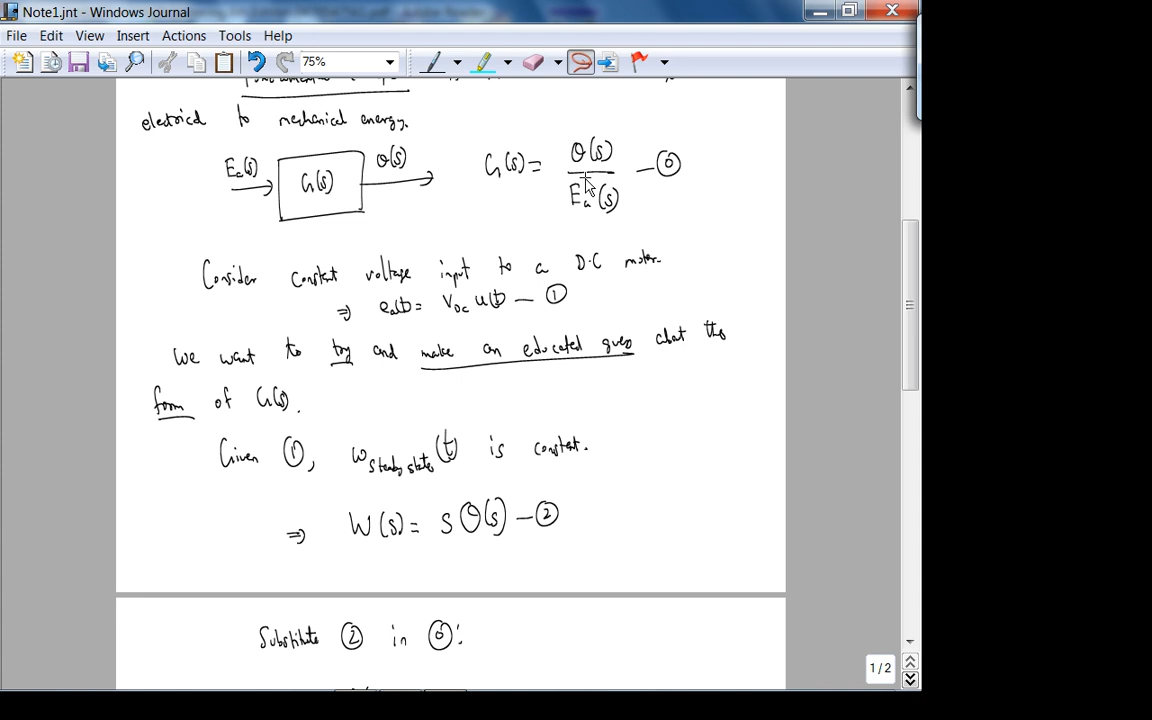 Note1.jnt - Windows Journal
File Edit View Insert Actions Tools Help
75%
electrical to mechanical energy.
Ea(s) G(s) θ(s) G(s) = θ(s) / Ea(s) — ⓪
Consider constant voltage input to a D.C motor.
⇒ ea(t) = VDC u(t) — ①
We want to try and make an educated guess about the
form of G(s).
Given ①, ωsteady state(t) is constant.
⇒ W(s) = s Θ(s) — ②
1 / 2
Substitute ② in ⓪: